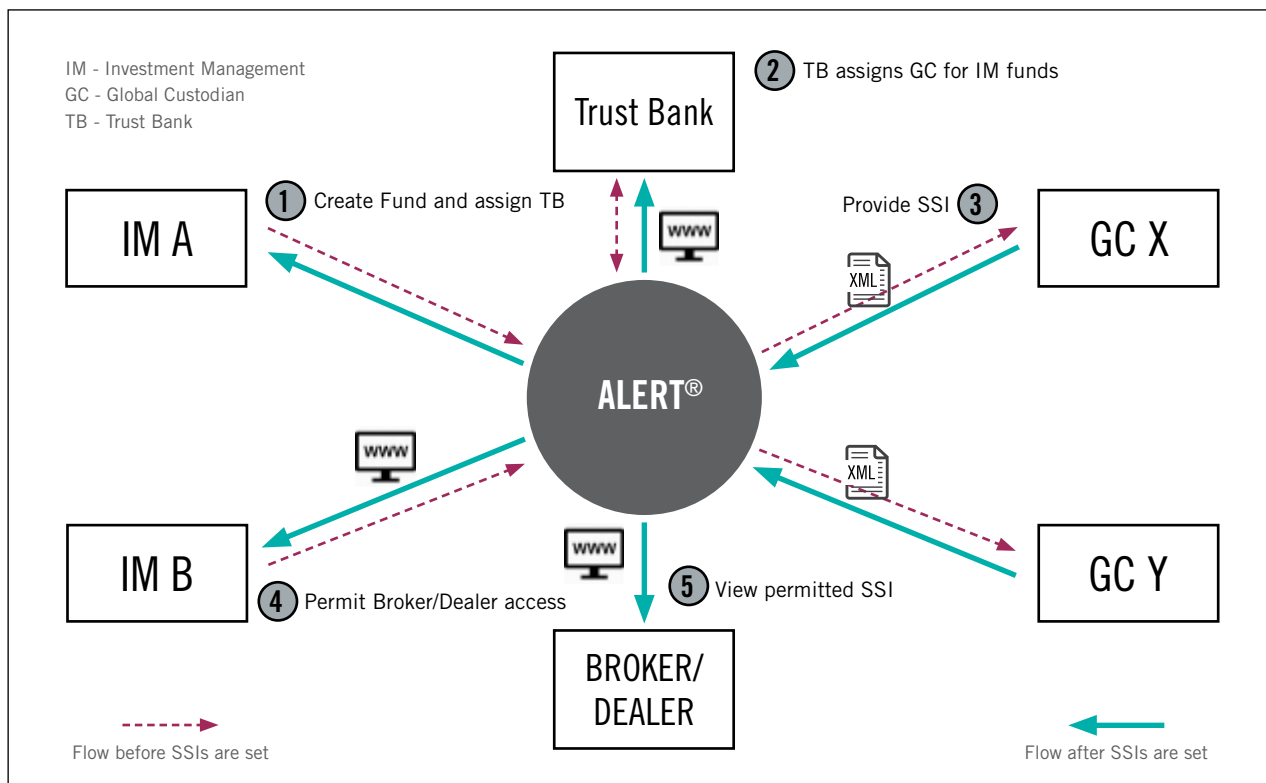 IM - Investment Management
GC - Global Custodian
TB - Trust Bank
2 TB assigns GC for IM funds
Trust Bank
1 Create Fund and assign TB
Provide SSI 3
IM A
www
GC X
XML
ALERT®
www
XML
IM B
www
GC Y
4 Permit Broker/Dealer access
5 View permitted SSI
BROKER/
DEALER
Flow before SSIs are set
Flow after SSIs are set